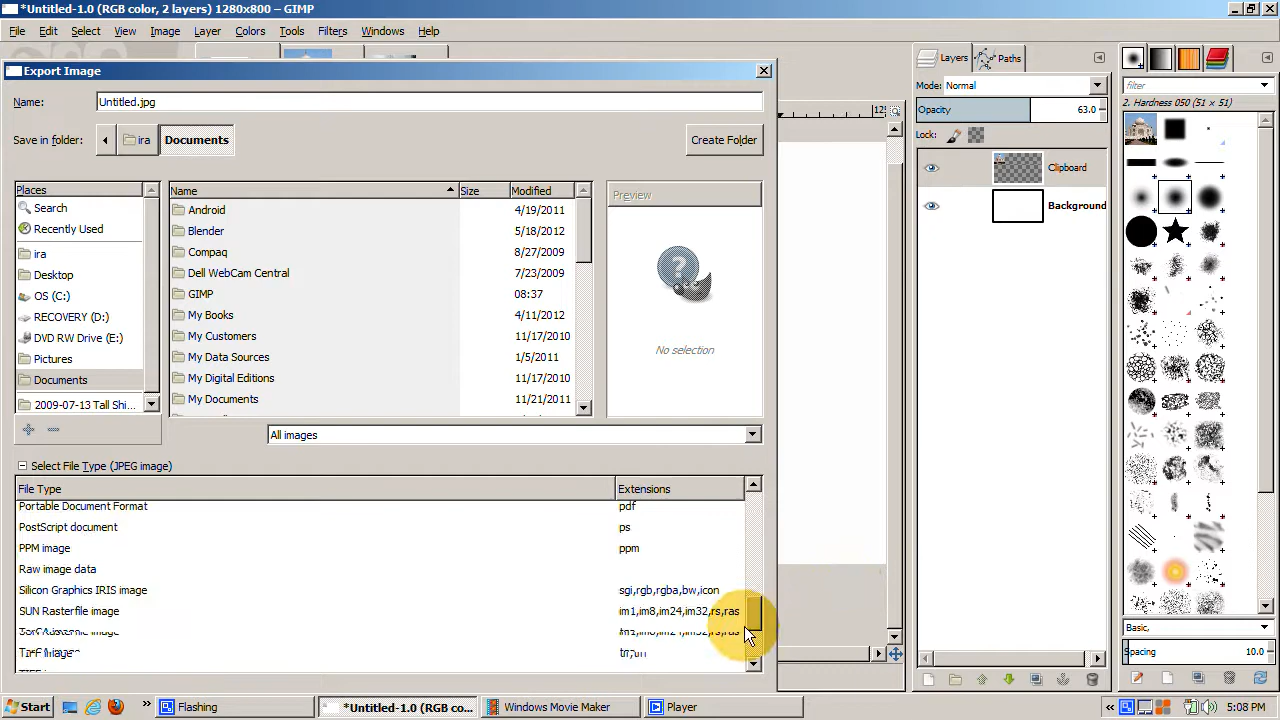 *Untitled-1.0 (RGB color, 2 layers) 1280x800 – GIMP
File Edit Select View Image Layer Colors Tools Filters Windows Help
Export Image
Name: Untitled.jpg
Save in folder: ira Documents Create Folder
Places
Search
Recently Used
ira
Desktop
OS (C:)
RECOVERY (D:)
DVD RW Drive (E:)
Pictures
Documents
2009-07-13 Tall Shi...
Name Size Modified
Android 4/19/2011
Blender 5/18/2012
Compaq 8/27/2009
Dell WebCam Central 7/23/2009
GIMP 08:37
My Books 4/11/2012
My Customers 11/17/2010
My Data Sources 1/5/2011
My Digital Editions 11/17/2010
My Documents 11/21/2011
Preview
No selection
All images
Select File Type (JPEG image)
File Type Extensions
Portable Document Format pdf
PostScript document ps
PPM image ppm
Raw image data
Silicon Graphics IRIS image sgi,rgb,rgba,bw,icon
SUN Rasterfile image im1,im8,im24,im32,rs,ras
Layers Paths
Mode: Normal
Opacity 63.0
Lock:
Clipboard
Background
filter
2. Hardness 050 (51 × 51)
Basic,
Spacing 10.0
Start Flashing *Untitled-1.0 (RGB co... Windows Movie Maker Player 5:08 PM